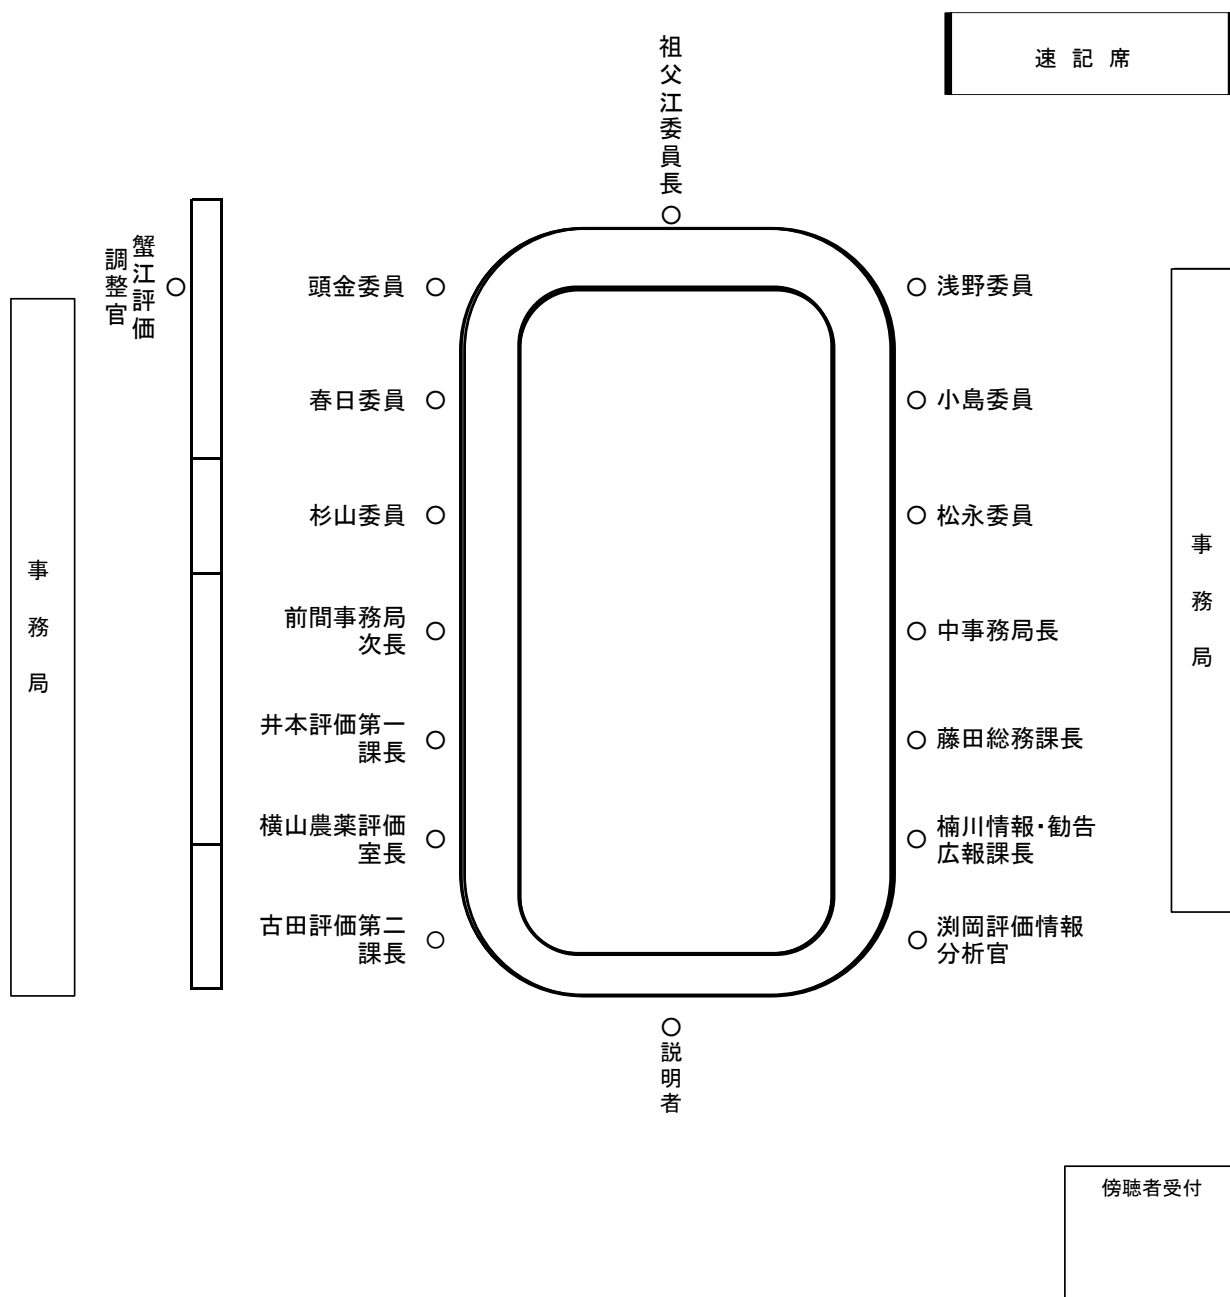 速記席
祖父江委員長
蟹江評価
調整官
頭金委員
浅野委員
春日委員
小島委員
杉山委員
松永委員
事務局
事務局
前間事務局
次長
中事務局長
井本評価第一
課長
藤田総務課長
横山農薬評価
室長
楠川情報・勧告
広報課長
古田評価第二
課長
渕岡評価情報
分析官
説明者
傍聴者受付